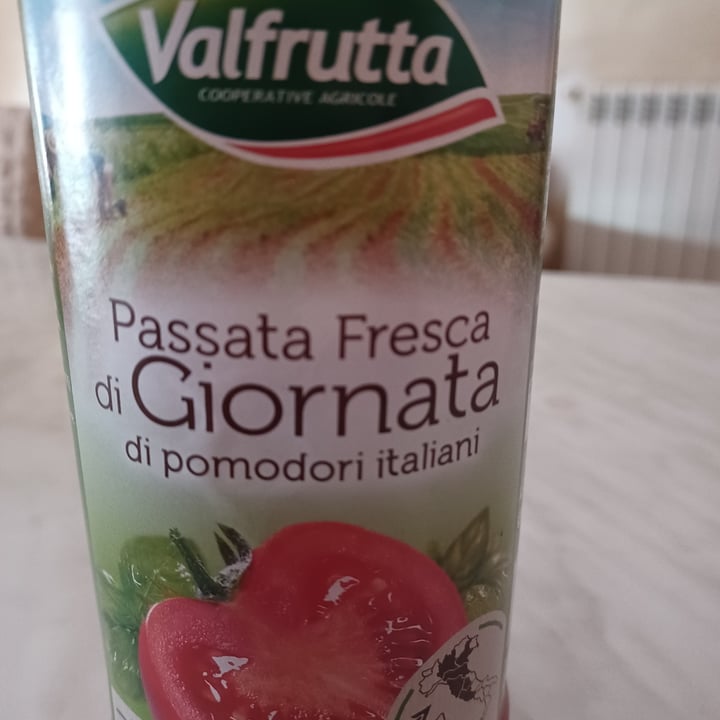 Valfrutta
COOPERATIVE AGRICOLE
Passata Fresca
di Giornata
di pomodori italiani